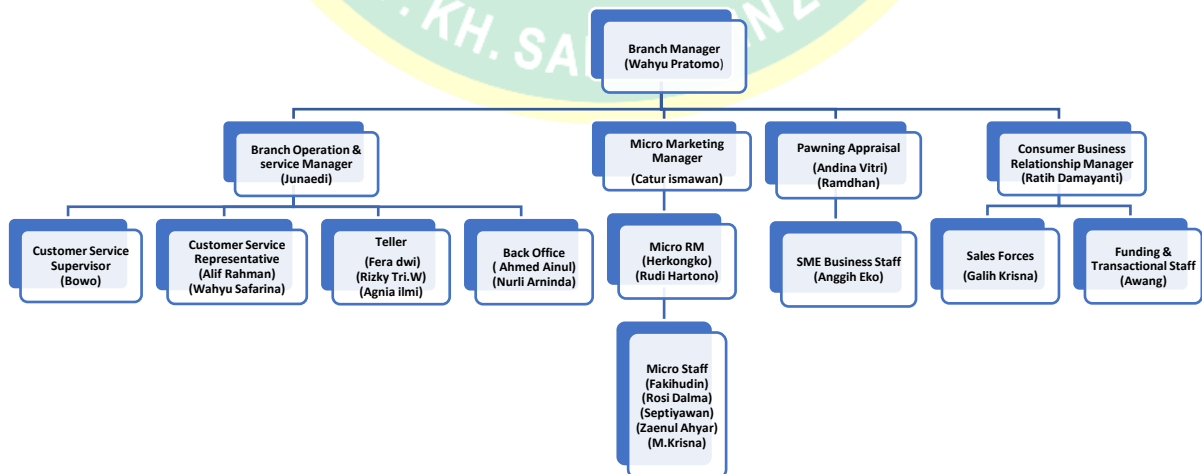 . KH. SA
N Z
Branch Manager
(Wahyu Pratomo)
Branch Operation &
service Manager
(Junaedi)
Micro Marketing
Manager
(Catur ismawan)
Pawning Appraisal
(Andina Vitri)
(Ramdhan)
Consumer Business
Relationship Manager
(Ratih Damayanti)
Customer Service
Supervisor
(Bowo)
Customer Service
Representative
(Alif Rahman)
(Wahyu Safarina)
Teller
(Fera dwi)
(Rizky Tri.W)
(Agnia ilmi)
Back Office
( Ahmed Ainul)
(Nurli Arninda)
Micro RM
(Herkongko)
(Rudi Hartono)
SME Business Staff
(Anggih Eko)
Sales Forces
(Galih Krisna)
Funding &
Transactional Staff
(Awang)
Micro Staff
(Fakihudin)
(Rosi Dalma)
(Septiyawan)
(Zaenul Ahyar)
(M.Krisna)